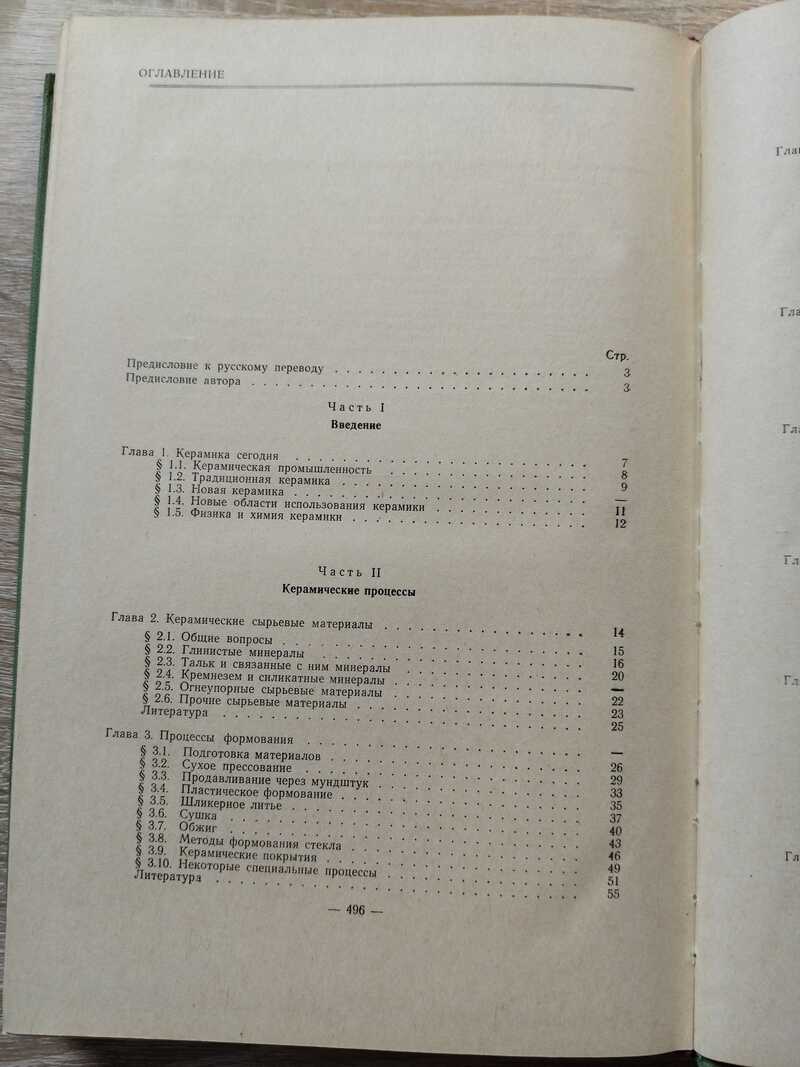 ОГЛАВЛЕНИЕ
Стр.
Предисловие к русскому переводу . . . . . . . . . . . . . . . . . . 3
Предисловие автора . . . . . . . . . . . . . . . . . . . . . . . . 3
Часть I
Введение
Глава 1. Керамика сегодня . . . . . . . . . . . . . . . . . . . . 7
§ 1.1. Керамическая промышленность . . . . . . . . . . . . . . 8
§ 1.2. Традиционная керамика . . . . . . . . . . . . . . . . . 9
§ 1.3. Новая керамика . . . . . . . . . . . . . . . . . . . . —
§ 1.4. Новые области использования керамики . . . . . . . . . . 11
§ 1.5. Физика и химия керамики . . . . . . . . . . . . . . . . 12
Часть II
Керамические процессы
Глава 2. Керамические сырьевые материалы . . . . . . . . . . . . . 14
§ 2.1. Общие вопросы . . . . . . . . . . . . . . . . . . . . . 15
§ 2.2. Глинистые минералы . . . . . . . . . . . . . . . . . . 16
§ 2.3. Тальк и связанные с ним минералы . . . . . . . . . . . . 20
§ 2.4. Кремнезем и силикатные минералы . . . . . . . . . . . . —
§ 2.5. Огнеупорные сырьевые материалы . . . . . . . . . . . . . 22
§ 2.6. Прочие сырьевые материалы . . . . . . . . . . . . . . . 23
Литература . . . . . . . . . . . . . . . . . . . . . . . . . 25
Глава 3. Процессы формования . . . . . . . . . . . . . . . . . . . —
§ 3.1. Подготовка материалов . . . . . . . . . . . . . . . . . 26
§ 3.2. Сухое прессование . . . . . . . . . . . . . . . . . . . 29
§ 3.3. Продавливание через мундштук . . . . . . . . . . . . . . 33
§ 3.4. Пластическое формование . . . . . . . . . . . . . . . . 35
§ 3.5. Шликерное литье . . . . . . . . . . . . . . . . . . . . 37
§ 3.6. Сушка . . . . . . . . . . . . . . . . . . . . . . . . . 40
§ 3.7. Обжиг . . . . . . . . . . . . . . . . . . . . . . . . . 43
§ 3.8. Методы формования стекла . . . . . . . . . . . . . . . . 46
§ 3.9. Керамические покрытия . . . . . . . . . . . . . . . . . 49
§ 3.10. Некоторые специальные процессы . . . . . . . . . . . . 51
Литература . . . . . . . . . . . . . . . . . . . . . . . . . 55
— 496 —